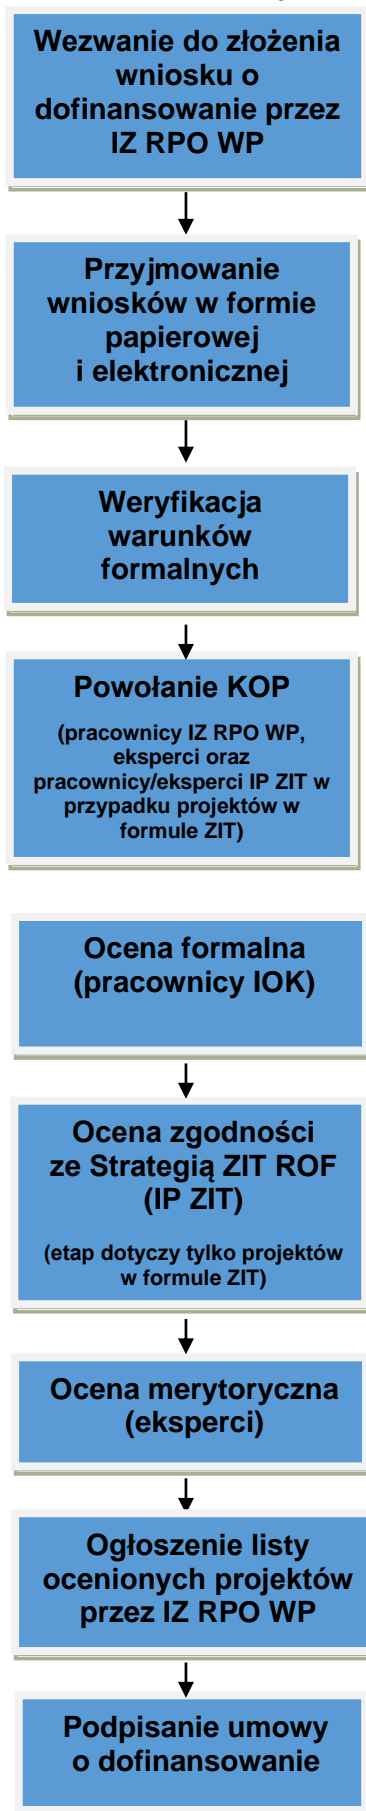 Wezwanie do złożenia
wniosku o
dofinansowanie przez
IZ RPO WP
Przyjmowanie
wniosków w formie
papierowej
i elektronicznej
Weryfikacja
warunków
formalnych
Powołanie KOP
(pracownicy IZ RPO WP,
eksperci oraz
pracownicy/eksperci IP ZIT w
przypadku projektów w
formule ZIT)
Ocena formalna
(pracownicy IOK)
Ocena zgodności
ze Strategią ZIT ROF
(IP ZIT)
(etap dotyczy tylko projektów
w formule ZIT)
Ocena merytoryczna
(eksperci)
Ogłoszenie listy
ocenionych projektów
przez IZ RPO WP
Podpisanie umowy
o dofinansowanie